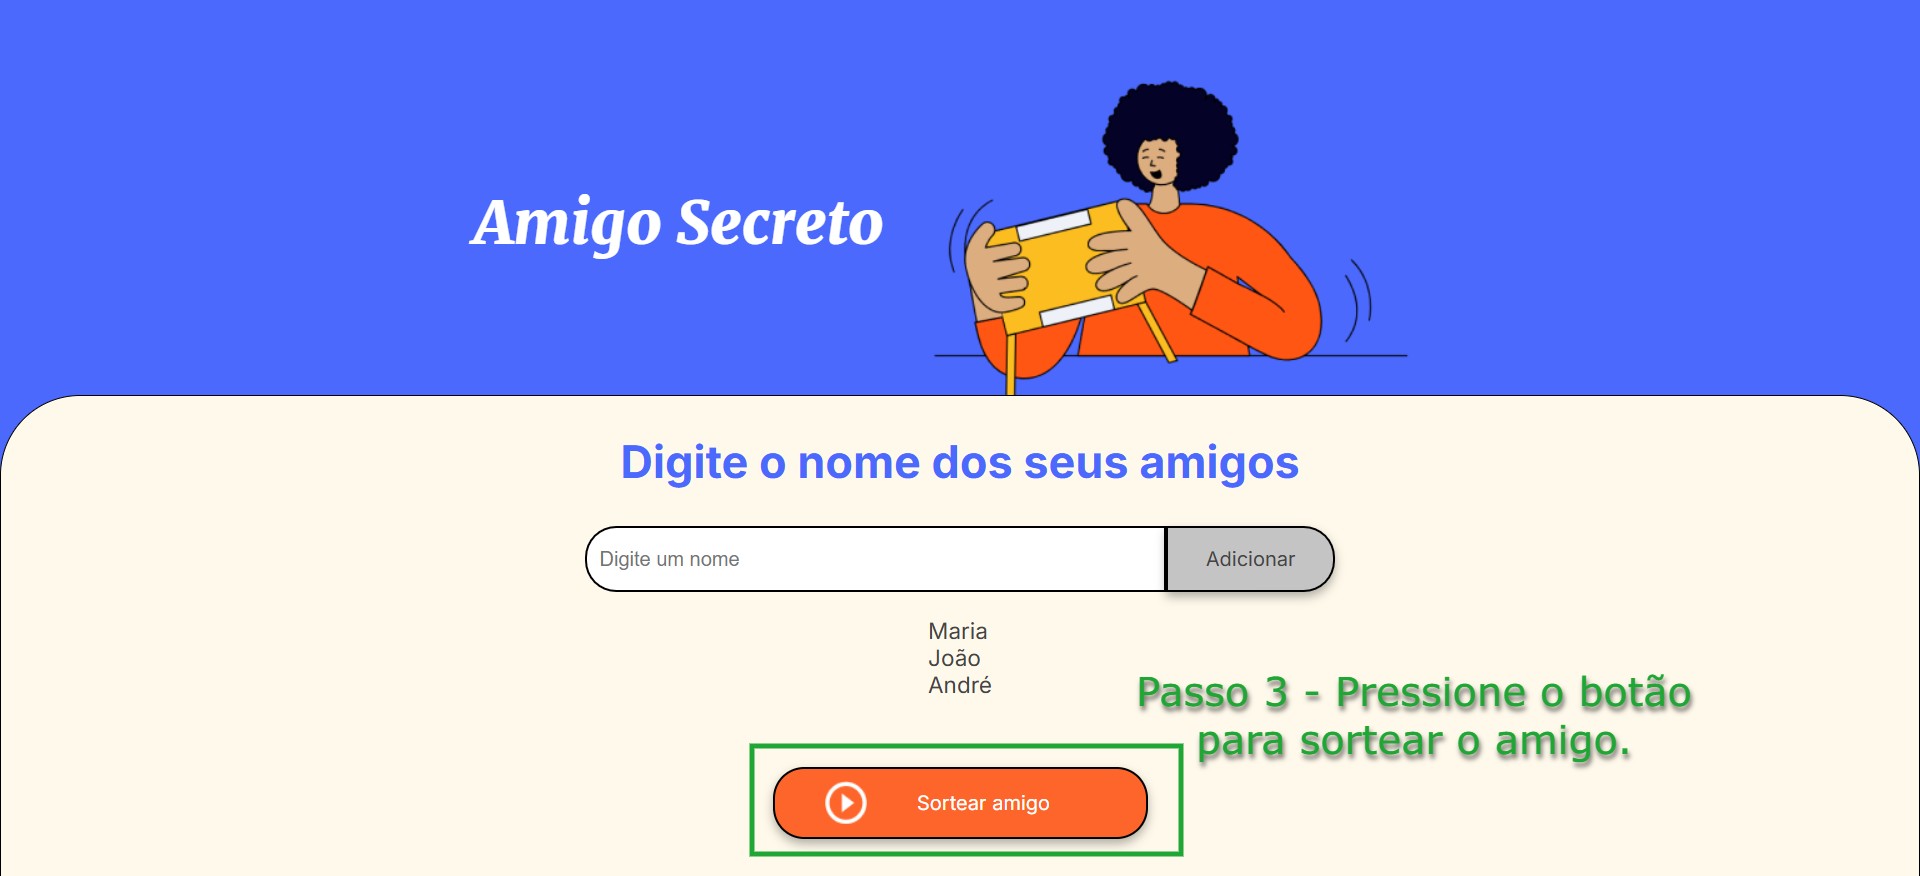 Amigo Secreto
Digite o nome dos seus amigos
Digite um nome
Adicionar
Maria
João
André
Passo 3 - Pressione o botão
para sortear o amigo.
Sortear amigo